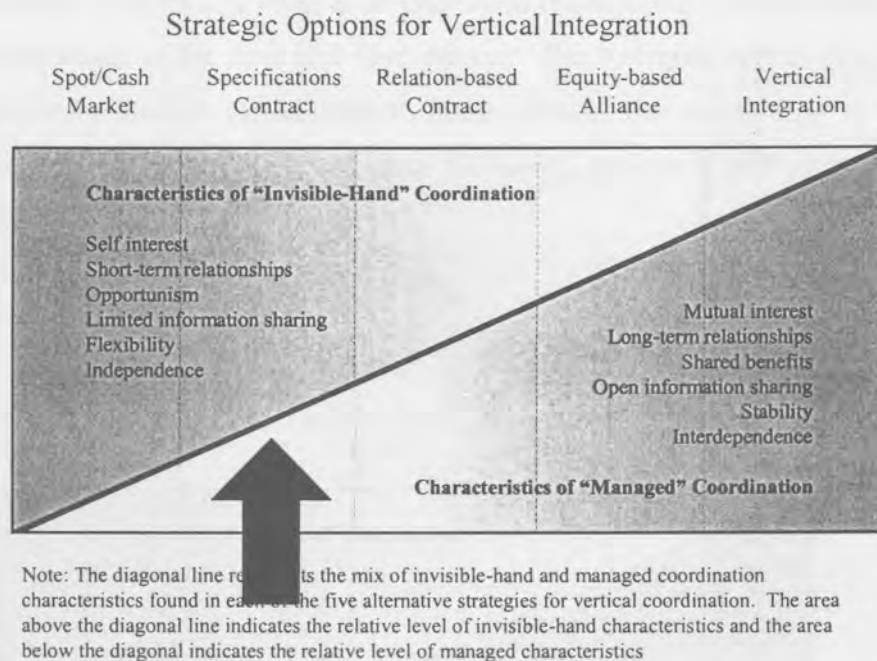 Strategic Options for Vertical Integration
Spot/Cash Market
Specifications Contract
Relation-based Contract
Equity-based Alliance
Vertical Integration
Characteristics of "Invisible-Hand" Coordination
Self interest
Short-term relationships
Opportunism
Limited information sharing
Flexibility
Independence
Mutual interest
Long-term relationships
Shared benefits
Open information sharing
Stability
Interdependence
Characteristics of "Managed" Coordination
Note: The diagonal line re ts the mix of invisible-hand and managed coordination
characteristics found in the five alternative strategies for vertical coordination. The area
above the diagonal line indicates the relative level of invisible-hand characteristics and the area
below the diagonal indicates the relative level of managed characteristics